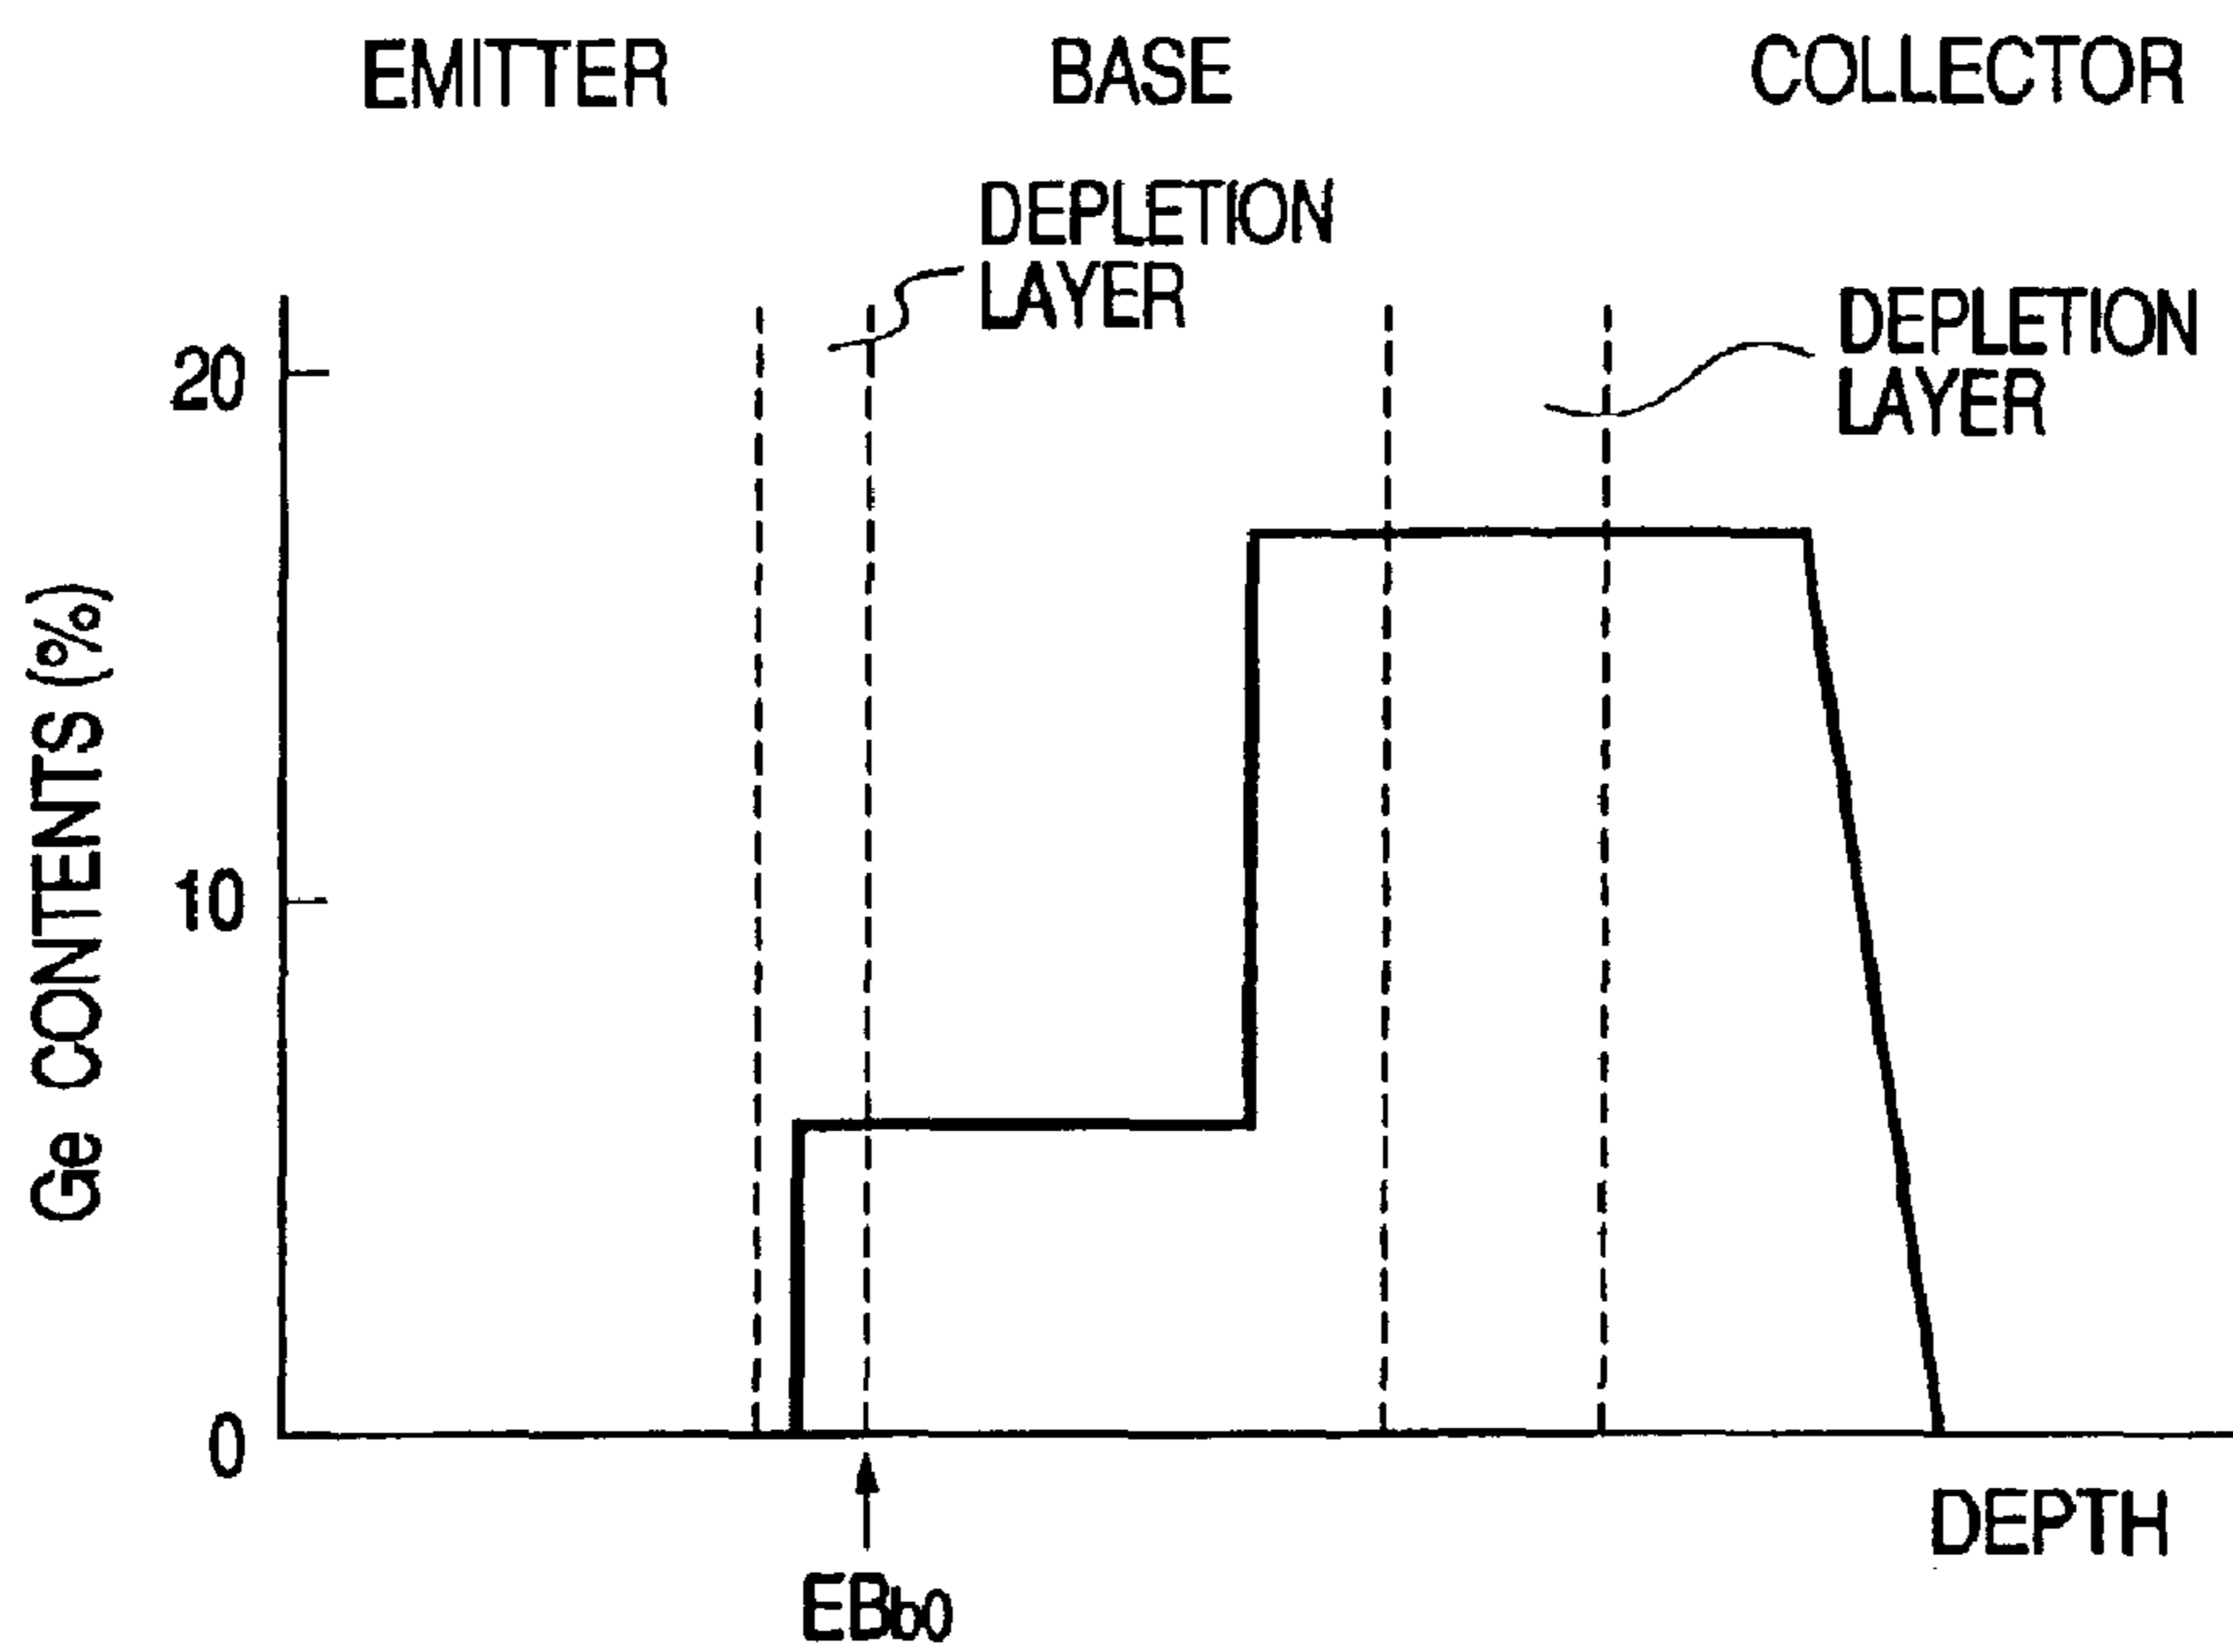 EMITTER BASE COLLECTOR
DEPLETION
LAYER
DEPLETION
LAYER
20
10
0
Ge CONTENTS (%)
DEPTH
EBb0